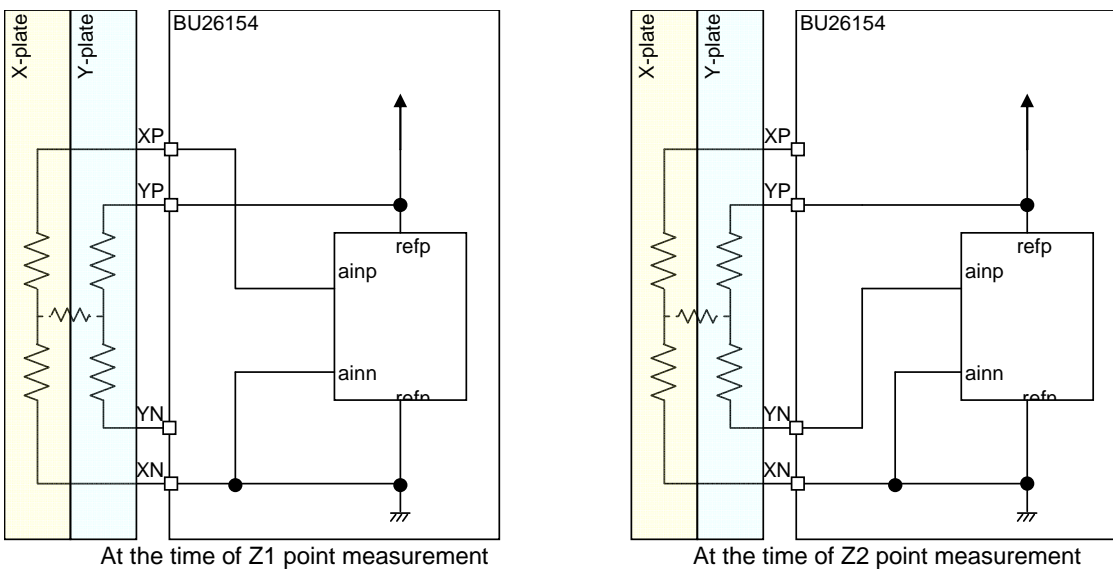 X-plate
Y-plate
BU26154
XP
YP
refp
ainp
ainn
refn
YN
XN
At the time of Z1 point measurement
X-plate
Y-plate
BU26154
XP
YP
refp
ainp
ainn
refn
YN
XN
At the time of Z2 point measurement